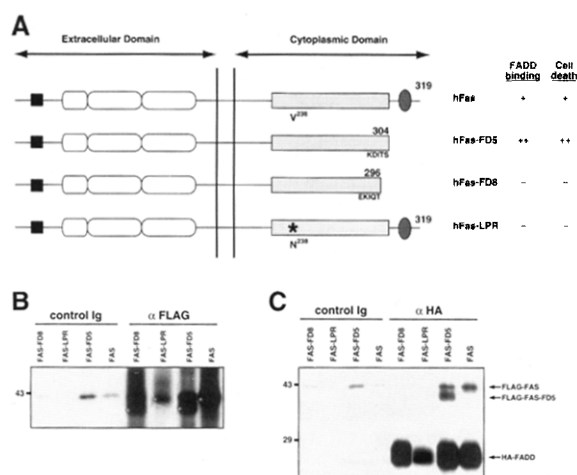 A
Extracellular Domain
Cytoplasmic Domain
FADD binding
Cell death
319
V238
hFas
+
+
304
KDITS
hFas-FD5
++
++
296
EKIQT
hFas-FD8
–
–
319
N238
*
hFas-LPR
–
–
B
control Ig
α FLAG
FAS-FD8
FAS-LPR
FAS-FD5
FAS
FAS-FD8
FAS-LPR
FAS-FD5
FAS
43
C
control Ig
α HA
FAS-FD8
FAS-LPR
FAS-FD5
FAS
FAS-FD8
FAS-LPR
FAS-FD5
FAS
43
29
FLAG-FAS
FLAG-FAS-FD5
HA-FADD